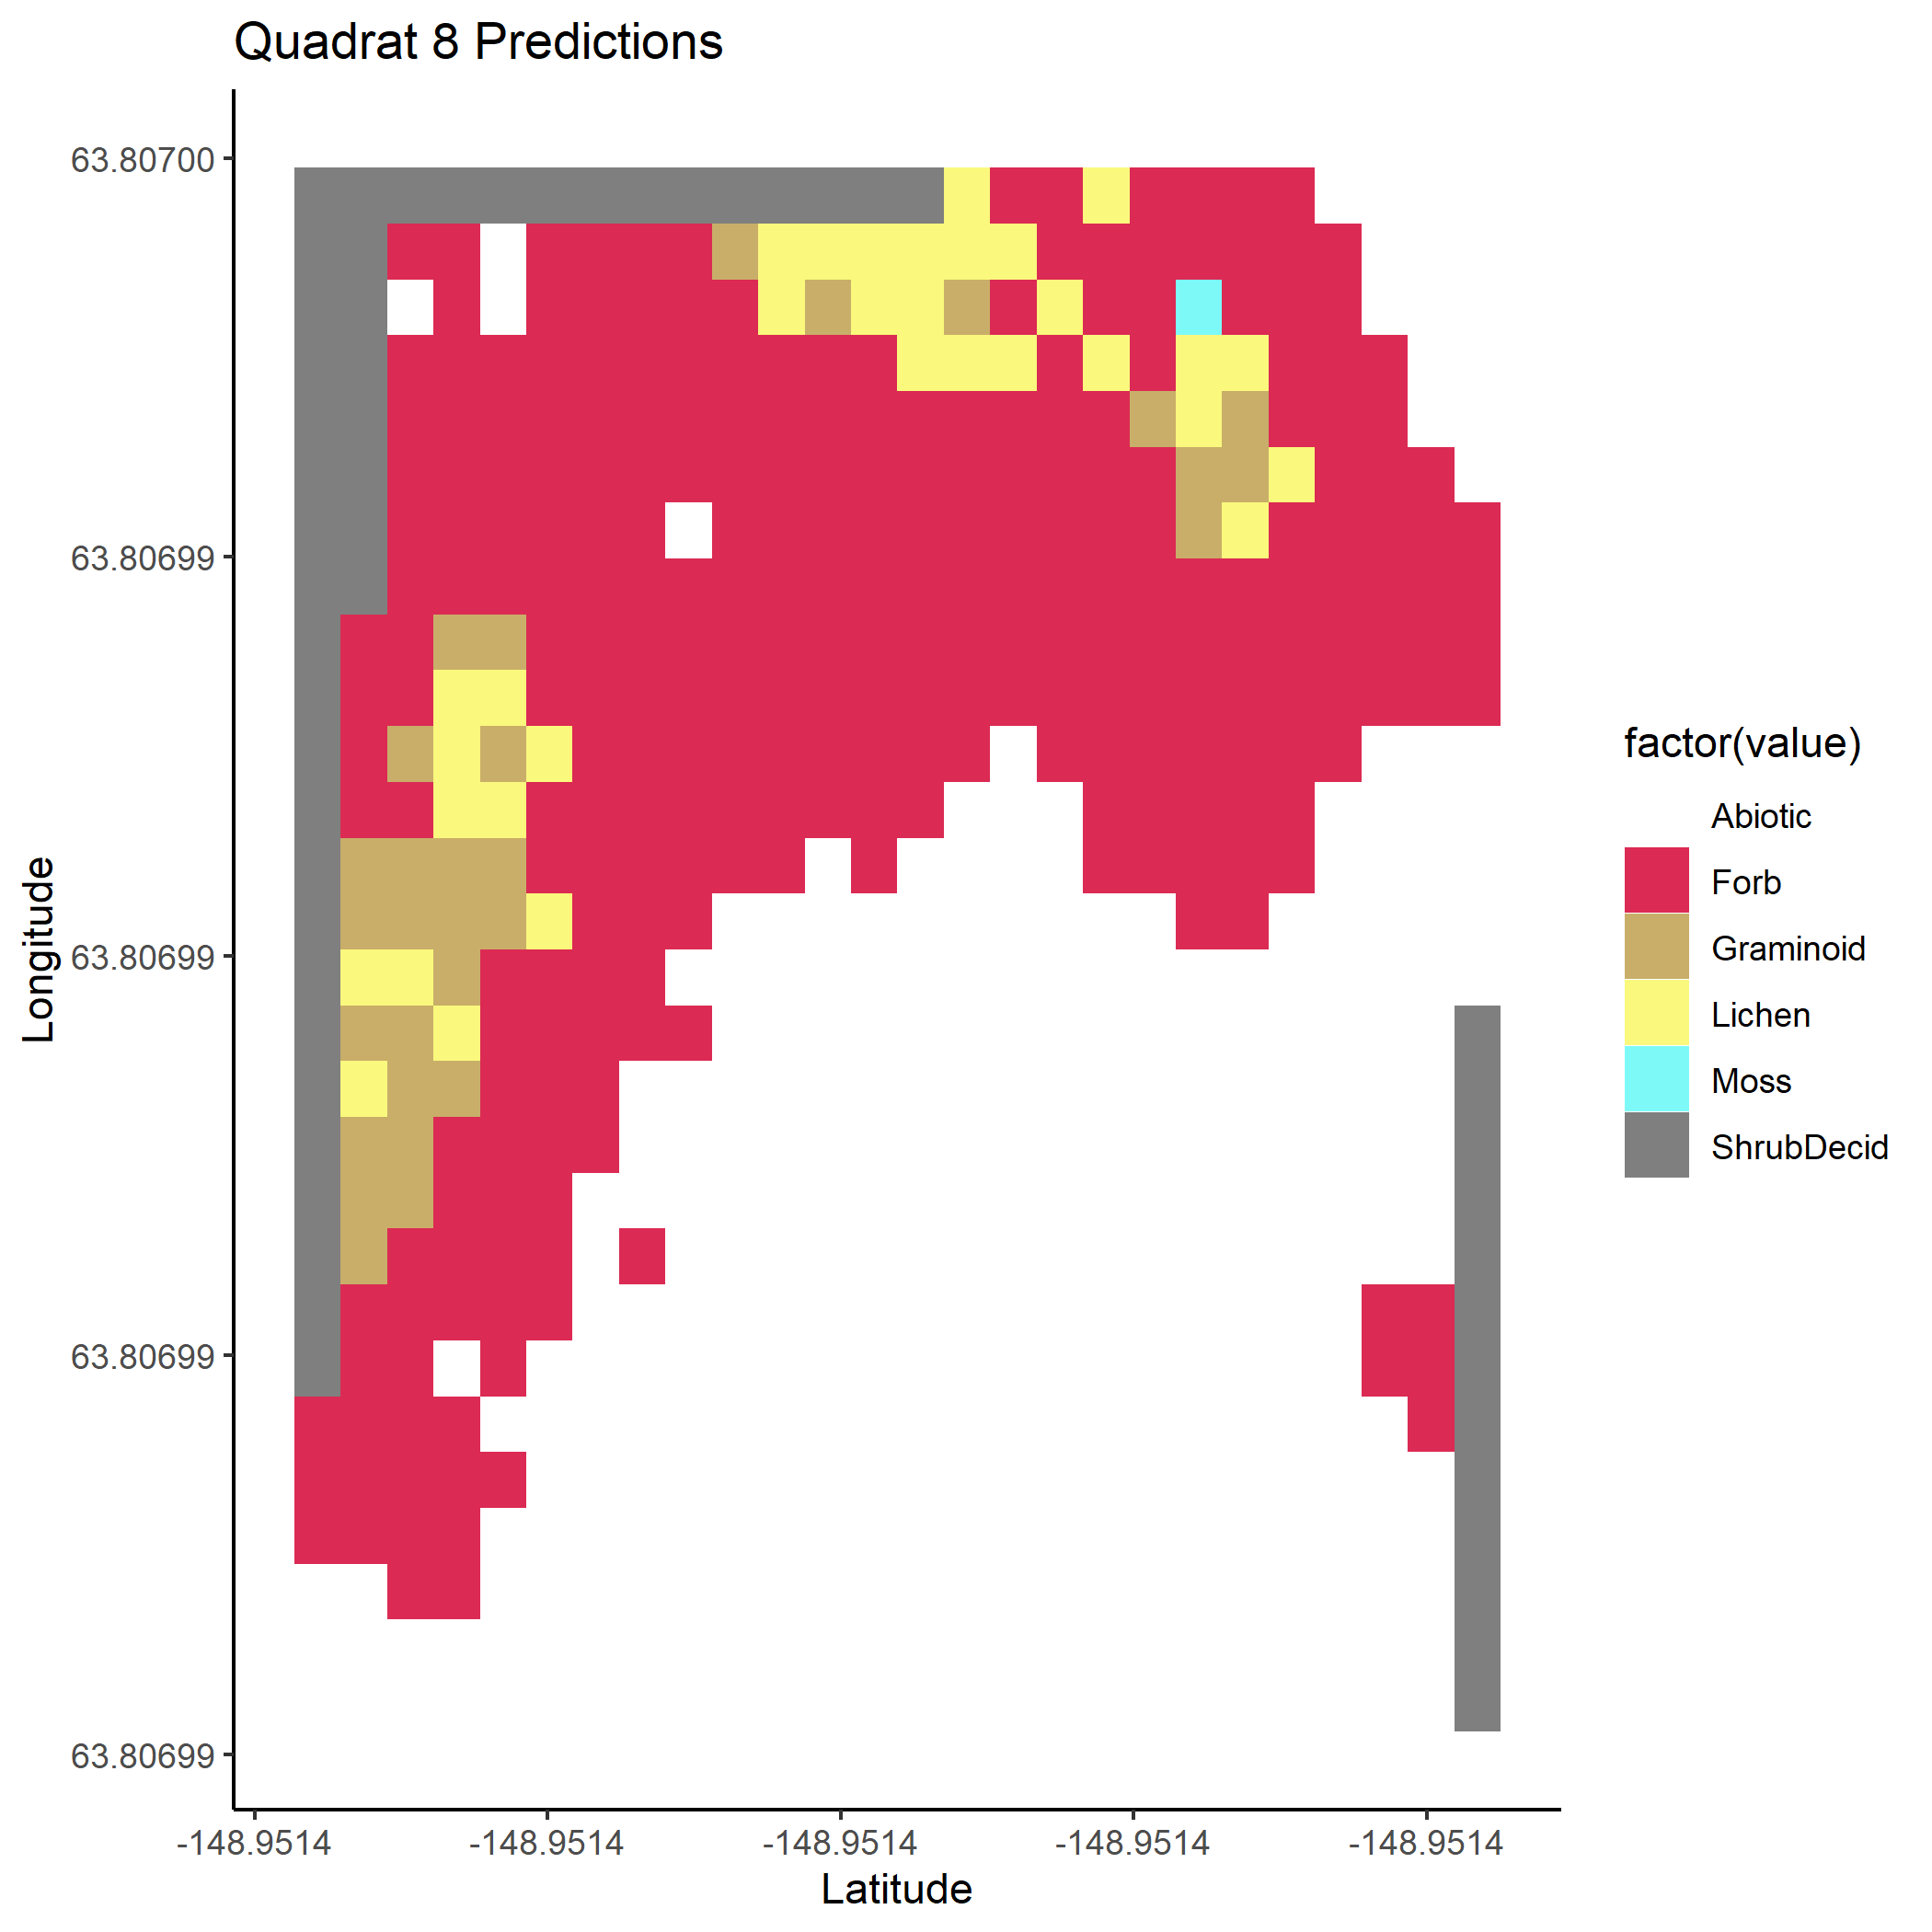 Quadrat 8 Predictions
63.80700
63.80699
63.80699
63.80699
63.80699
Longitude
-148.9514
-148.9514
-148.9514
-148.9514
-148.9514
Latitude
factor(value)
Abiotic
Forb
Graminoid
Lichen
Moss
ShrubDecid